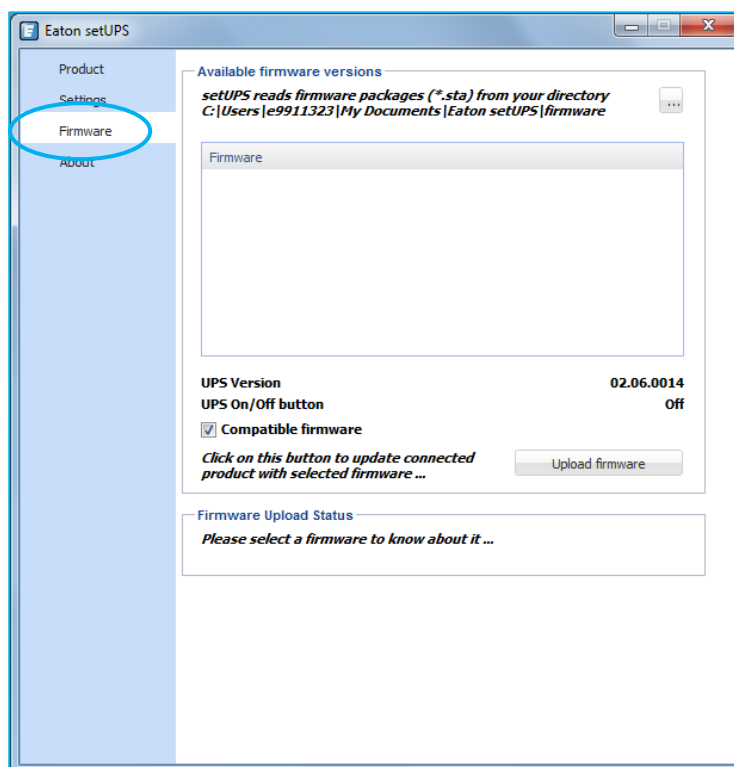 Eaton setUPS
Product
Settings
Firmware
About
Available firmware versions
setUPS reads firmware packages (*.sta) from your directory
C:|Users|e9911323|My Documents|Eaton setUPS|firmware
...
Firmware
UPS Version 02.06.0014
UPS On/Off button Off
Compatible firmware
Click on this button to update connected
product with selected firmware ...
Upload firmware
Firmware Upload Status
Please select a firmware to know about it ...